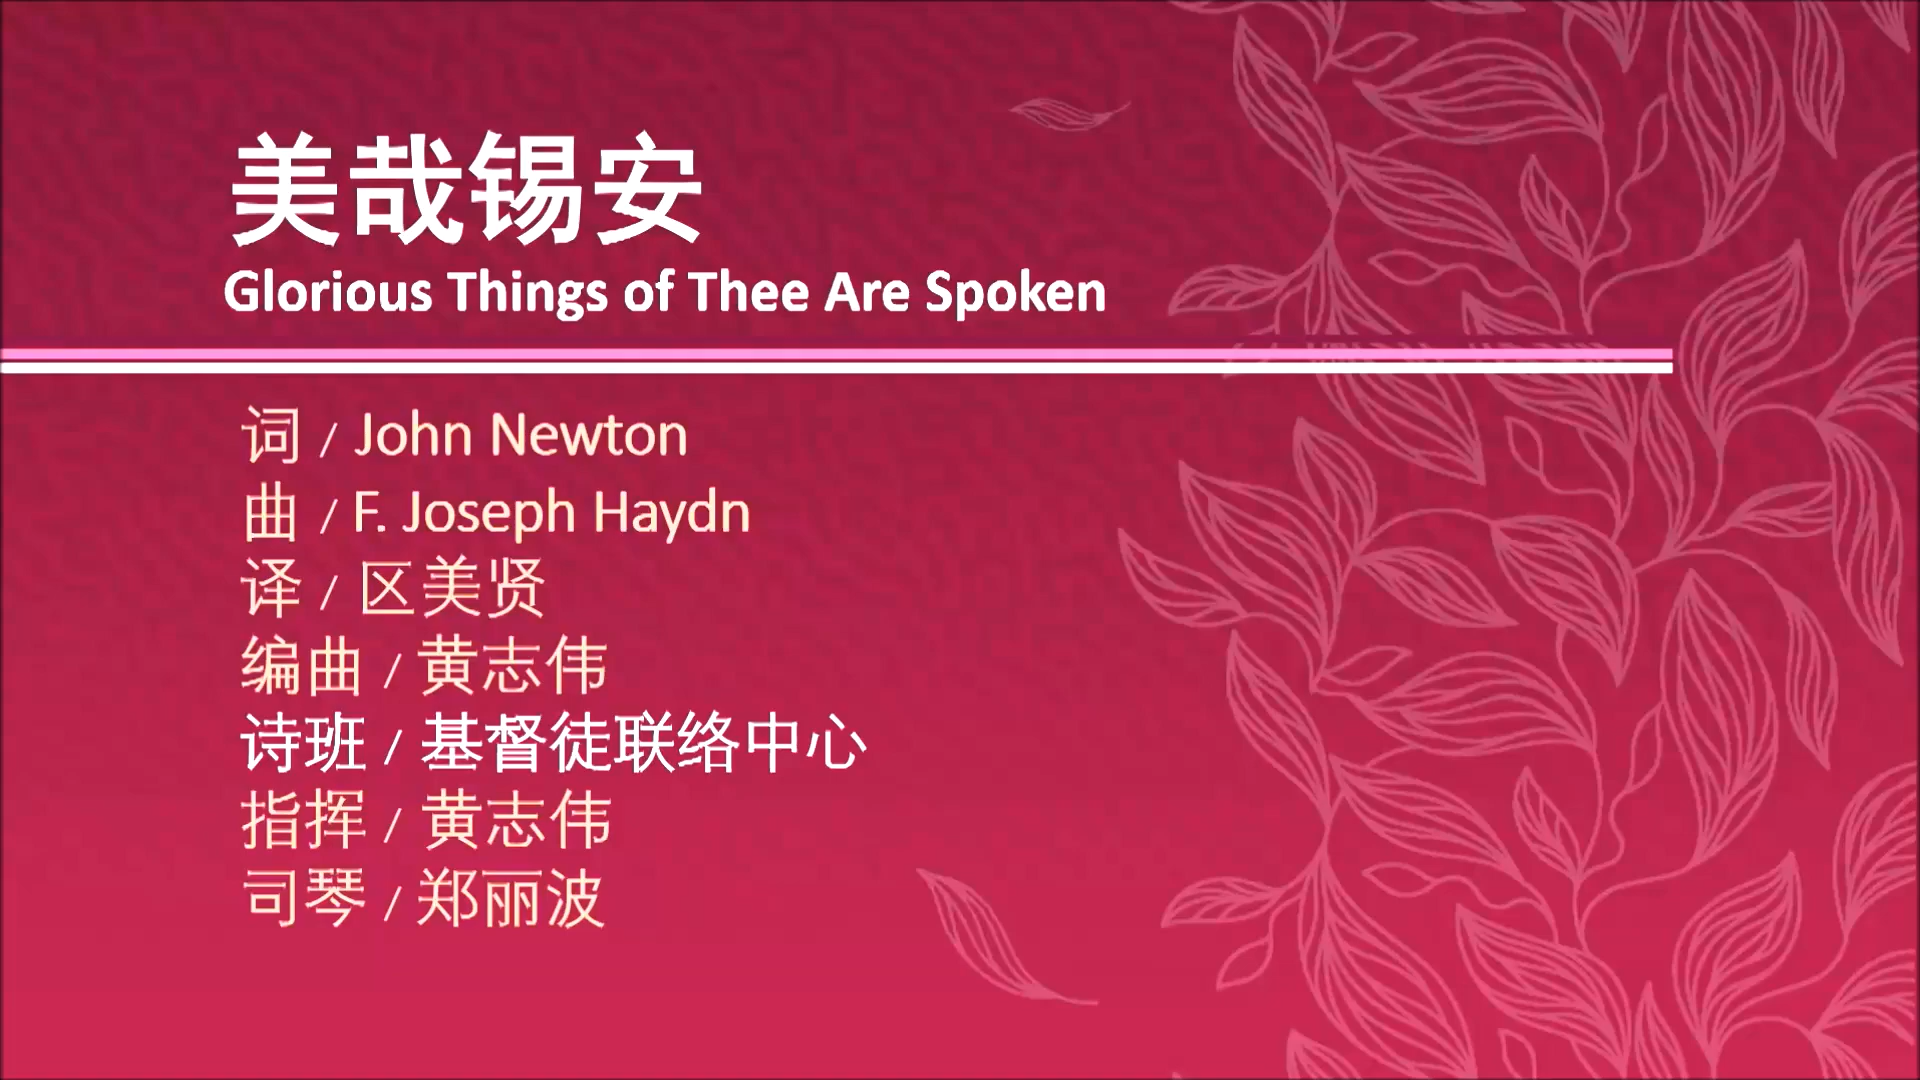 美哉锡安
Glorious Things of Thee Are Spoken
词 / John Newton
曲 / F. Joseph Haydn
译 / 区美贤
编曲 / 黄志伟
诗班 / 基督徒联络中心
指挥 / 黄志伟
司琴 / 郑丽波